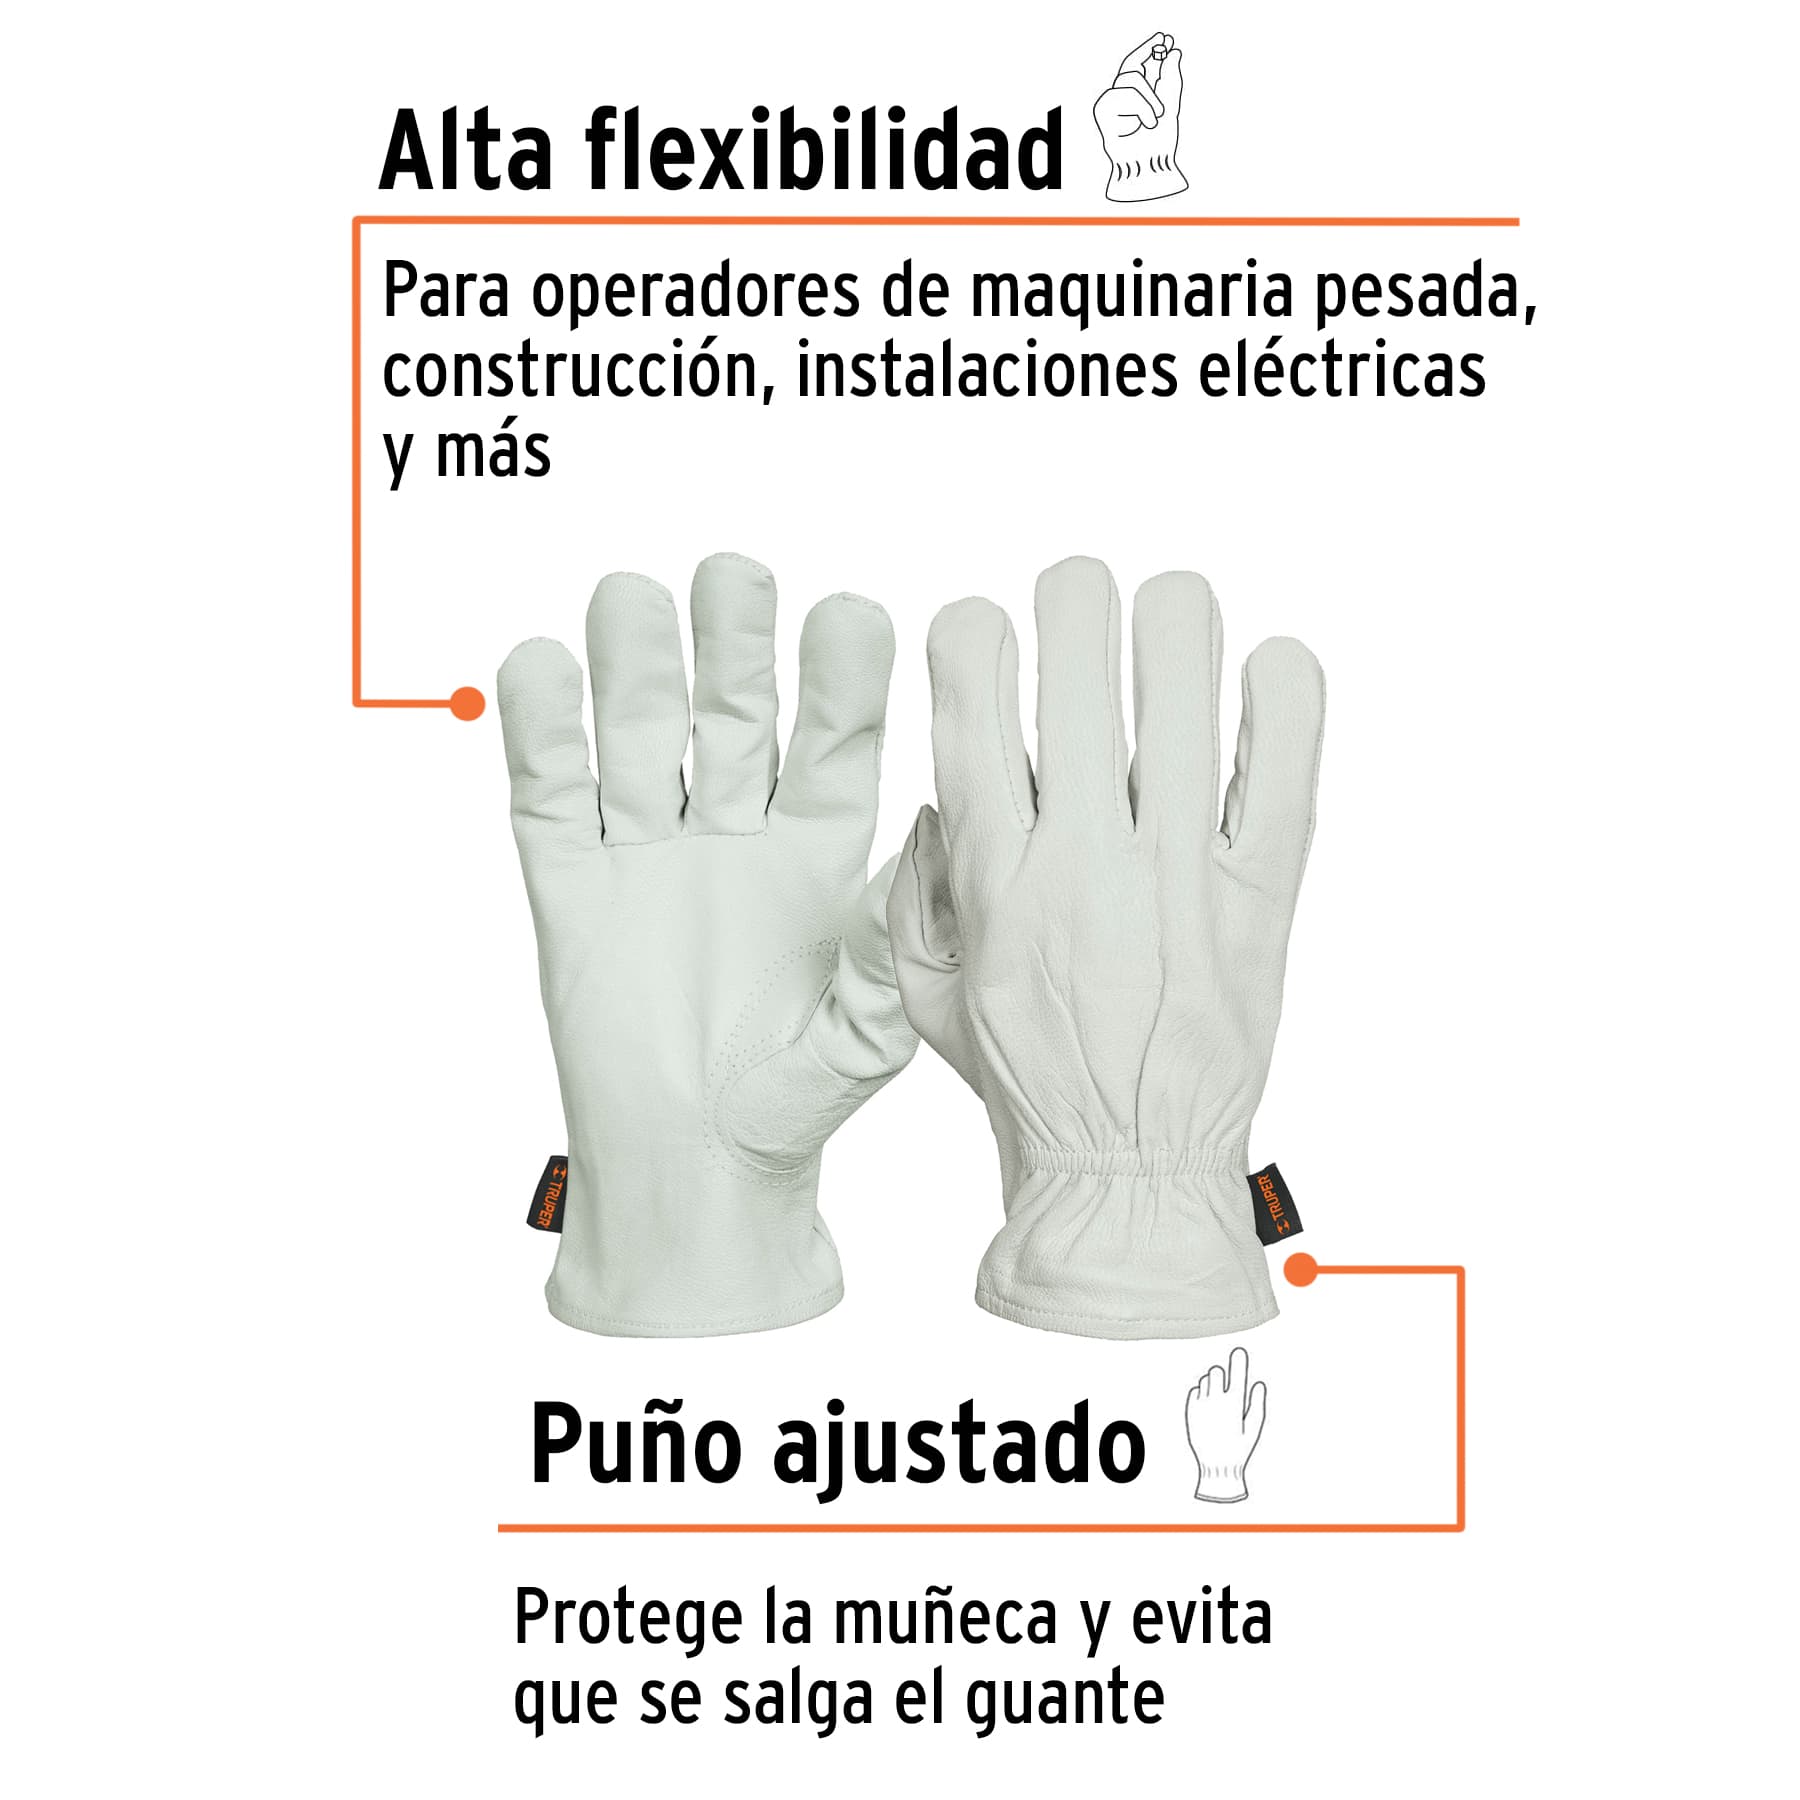 Alta flexibilidad
Para operadores de maquinaria pesada,
construcción, instalaciones eléctricas
y más
TRUPER
TRUPER
Puño ajustado
Protege la muñeca y evita
que se salga el guante